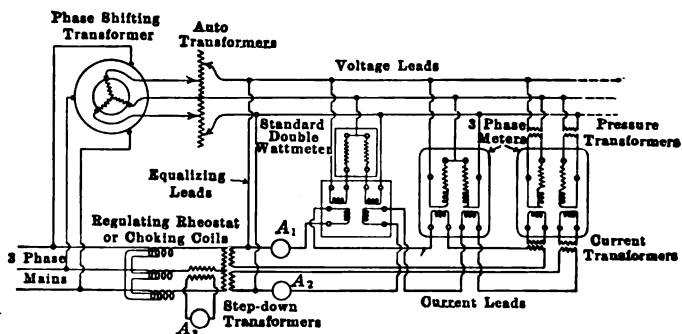 Phase Shifting
Transformer
Auto
Transformers
Voltage Leads
Standard
Double
Wattmeter
3 Phase
Meters
Pressure
Transformers
Equalizing
Leads
Regulating Rheostat
or Choking Coils
A1
3 Phase
Mains
A2
Current
Transformers
Step-down
Transformers
Current Leads
A3